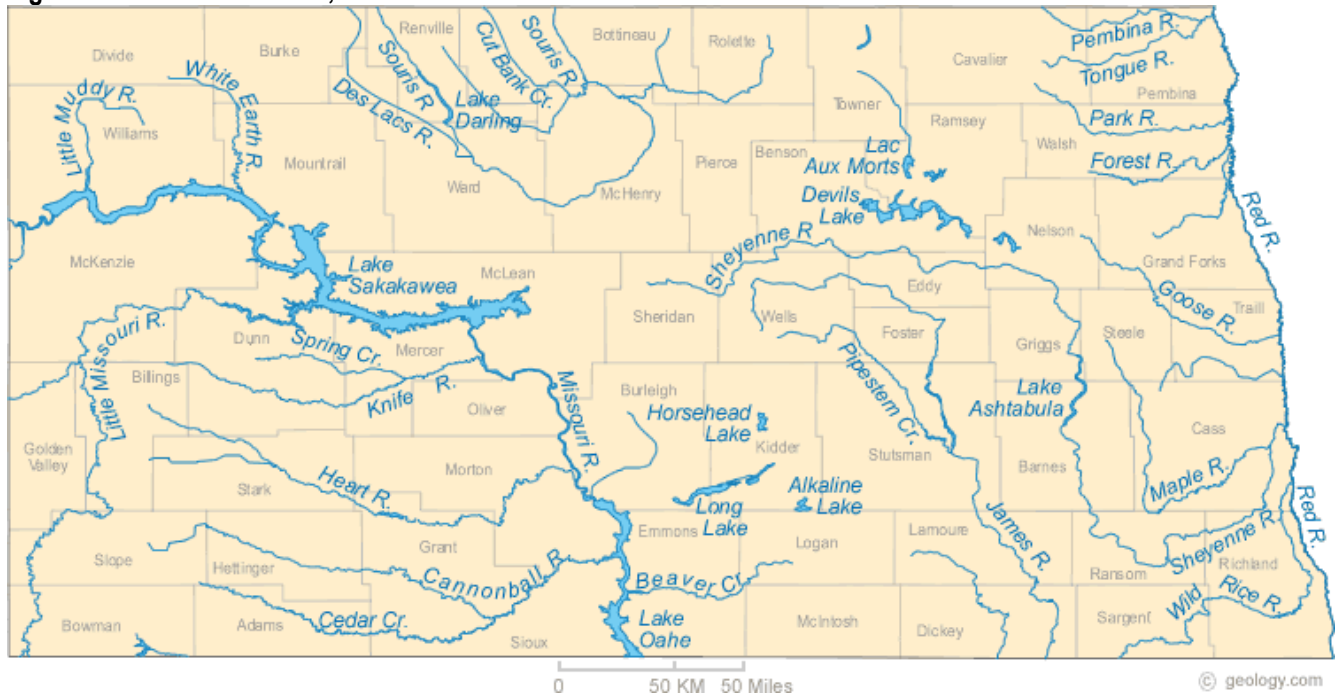 Divide
Burke
Renville
Bottineau
Rolette
Cavalier
Pembina R.
Tongue R.
Pembina
Souris R
Cut Bank Cr.
Souris R
White Earth R.
Little Muddy R.
Williams
Des Lacs R.
Lake
Darling
Towner
Ramsey
Walsh
Park R.
Forest R.
Mountrail
Ward
McHenry
Pierce
Benson
Lac
Aux Morts
Devils
Lake
Nelson
Red R.
Grand Forks
McKenzie
Lake
Sakakawea
McLean
Sheyenne R
Eddy
Sheridan
Wells
Foster
Griggs
Steele
Goose R.
Traill
Little Missouri R.
Dunn
Spring Cr.
Mercer
Billings
Knife R.
Oliver
Missouri R.
Burleigh
Horsehead
Lake
Kidder
Pipestem Cr.
Stutsman
Lake
Ashtabula
Barnes
Cass
Golden
Valley
Stark
Heart R.
Morton
Long
Lake
Alkaline
Lake
Maple R.
Red R.
Slope
Hettinger
Grant
Cannonball R.
Emmons
Logan
Lamoure
James R.
Ransom
Sheyenne R
Richland
Beaver Cr.
Bowman
Adams
Cedar Cr.
Sioux
Lake
Oahe
McIntosh
Dickey
Sargent
Wild Rice R.
0 50 KM 50 Miles
© geology.com